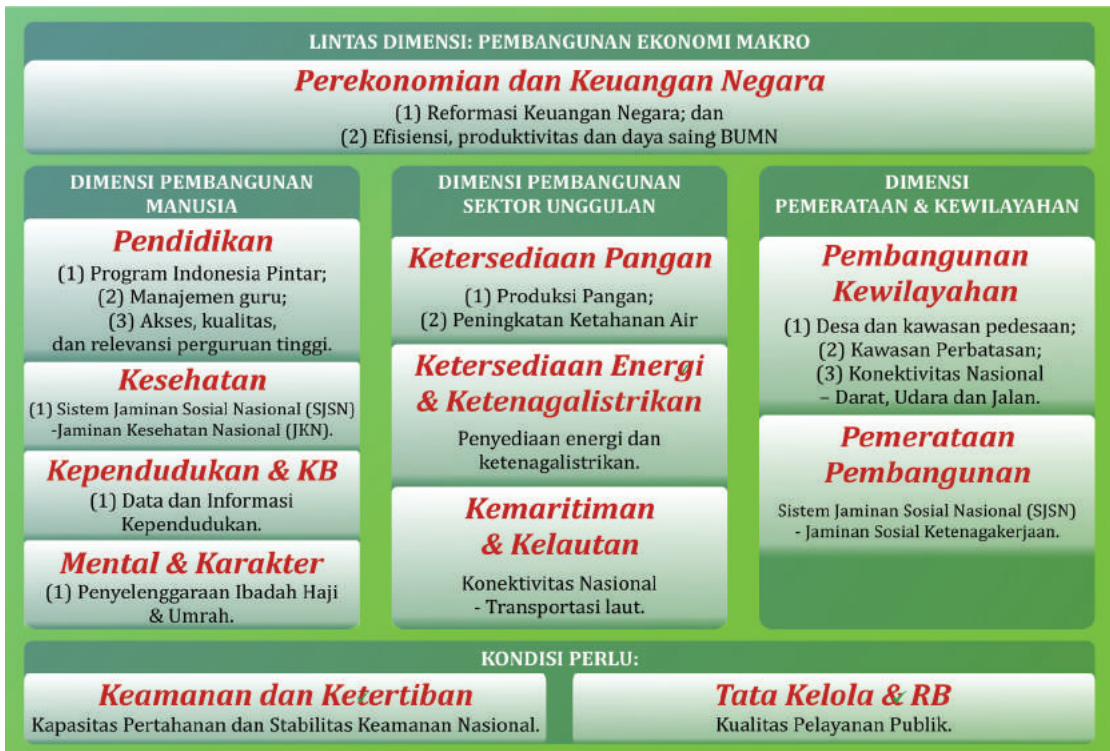 LINTAS DIMENSI: PEMBANGUNAN EKONOMI MAKRO
Perekonomian dan Keuangan Negara
(1) Reformasi Keuangan Negara; dan
(2) Efisiensi, produktivitas dan daya saing BUMN
DIMENSI PEMBANGUNAN
MANUSIA
Pendidikan
(1) Program Indonesia Pintar;
(2) Manajemen guru;
(3) Akses, kualitas,
dan relevansi perguruan tinggi.
Kesehatan
(1) Sistem Jaminan Sosial Nasional (SJSN)
-Jaminan Kesehatan Nasional (JKN).
Kependudukan & KB
(1) Data dan Informasi
Kependudukan.
Mental & Karakter
(1) Penyelenggaraan Ibadah Haji
& Umrah.
DIMENSI PEMBANGUNAN
SEKTOR UNGGULAN
Ketersediaan Pangan
(1) Produksi Pangan;
(2) Peningkatan Ketahanan Air
Ketersediaan Energi
& Ketenagalistrikan
Penyediaan energi dan
ketenagalistrikan.
Kemaritiman
& Kelautan
Konektivitas Nasional
- Transportasi laut.
DIMENSI
PEMERATAAN & KEWILAYAHAN
Pembangunan
Kewilayahan
(1) Desa dan kawasan pedesaan;
(2) Kawasan Perbatasan;
(3) Konektivitas Nasional
– Darat, Udara dan Jalan.
Pemerataan
Pembangunan
Sistem Jaminan Sosial Nasional (SJSN)
- Jaminan Sosial Ketenagakerjaan.
KONDISI PERLU:
Keamanan dan Ketertiban
Kapasitas Pertahanan dan Stabilitas Keamanan Nasional.
Tata Kelola & RB
Kualitas Pelayanan Publik.